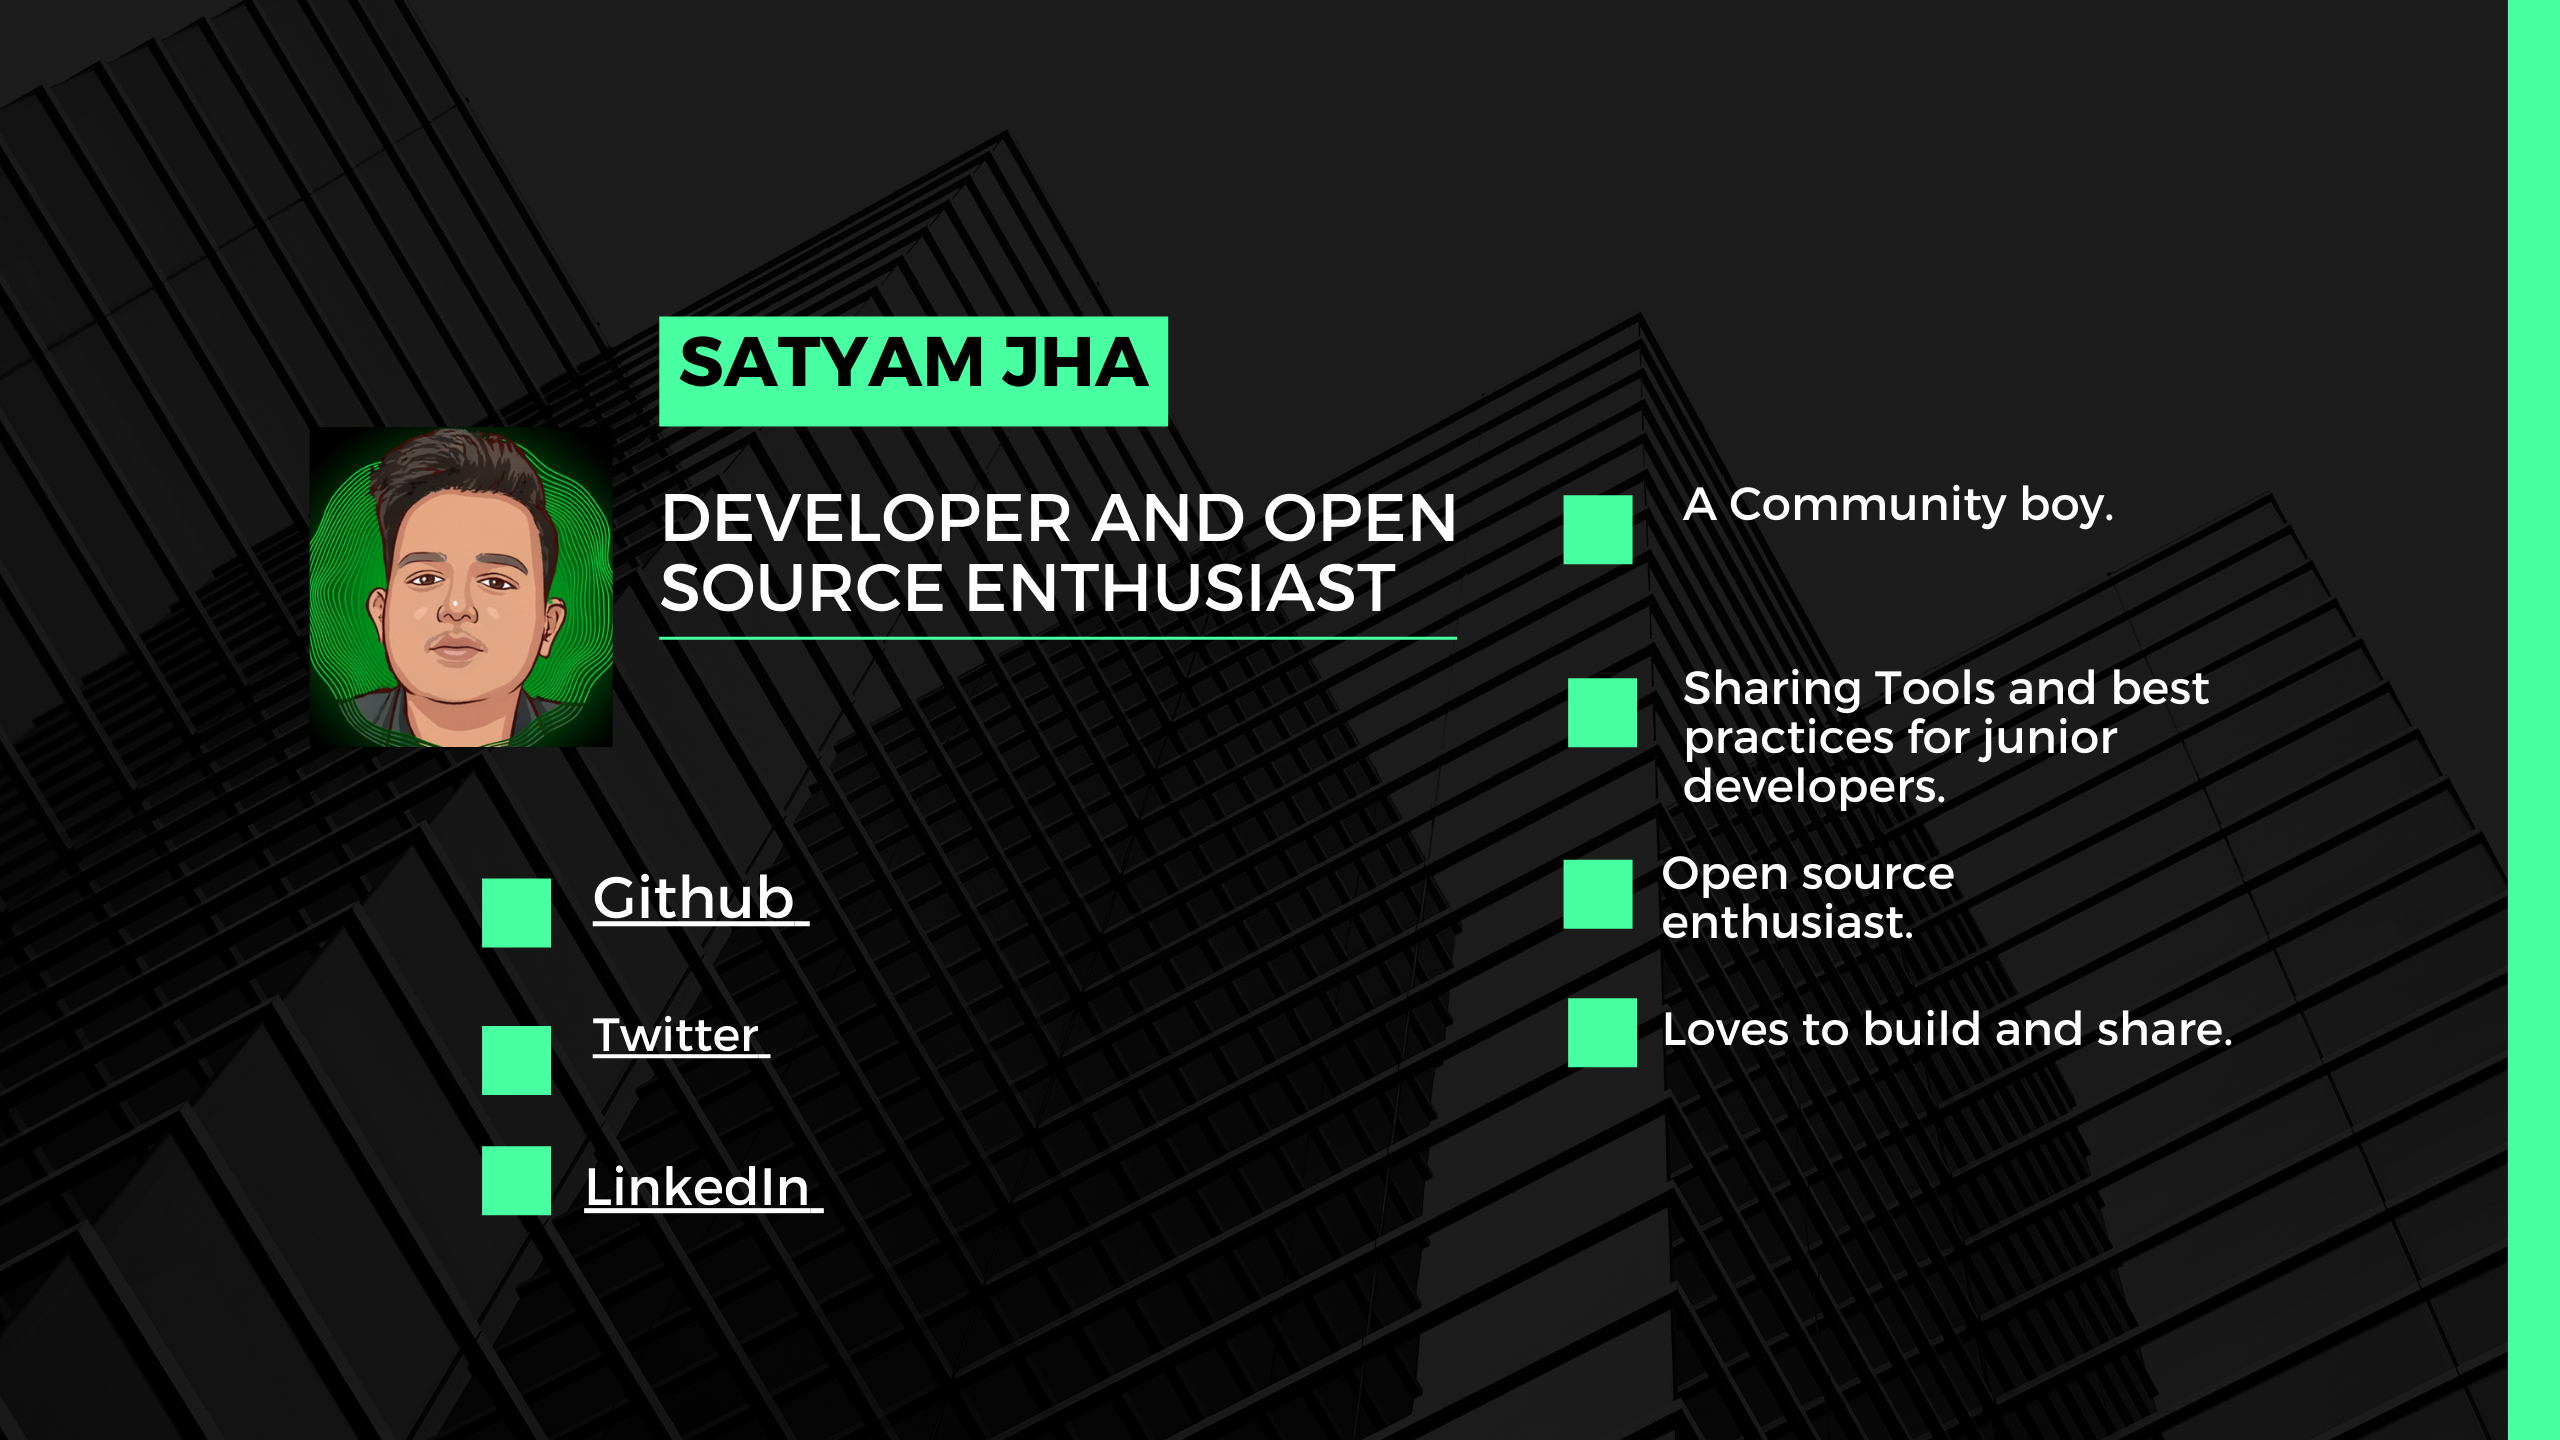 SATYAM JHA
DEVELOPER AND OPEN
SOURCE ENTHUSIAST
Github
Twitter
LinkedIn
A Community boy.
Sharing Tools and best
practices for junior
developers.
Open source
enthusiast.
Loves to build and share.